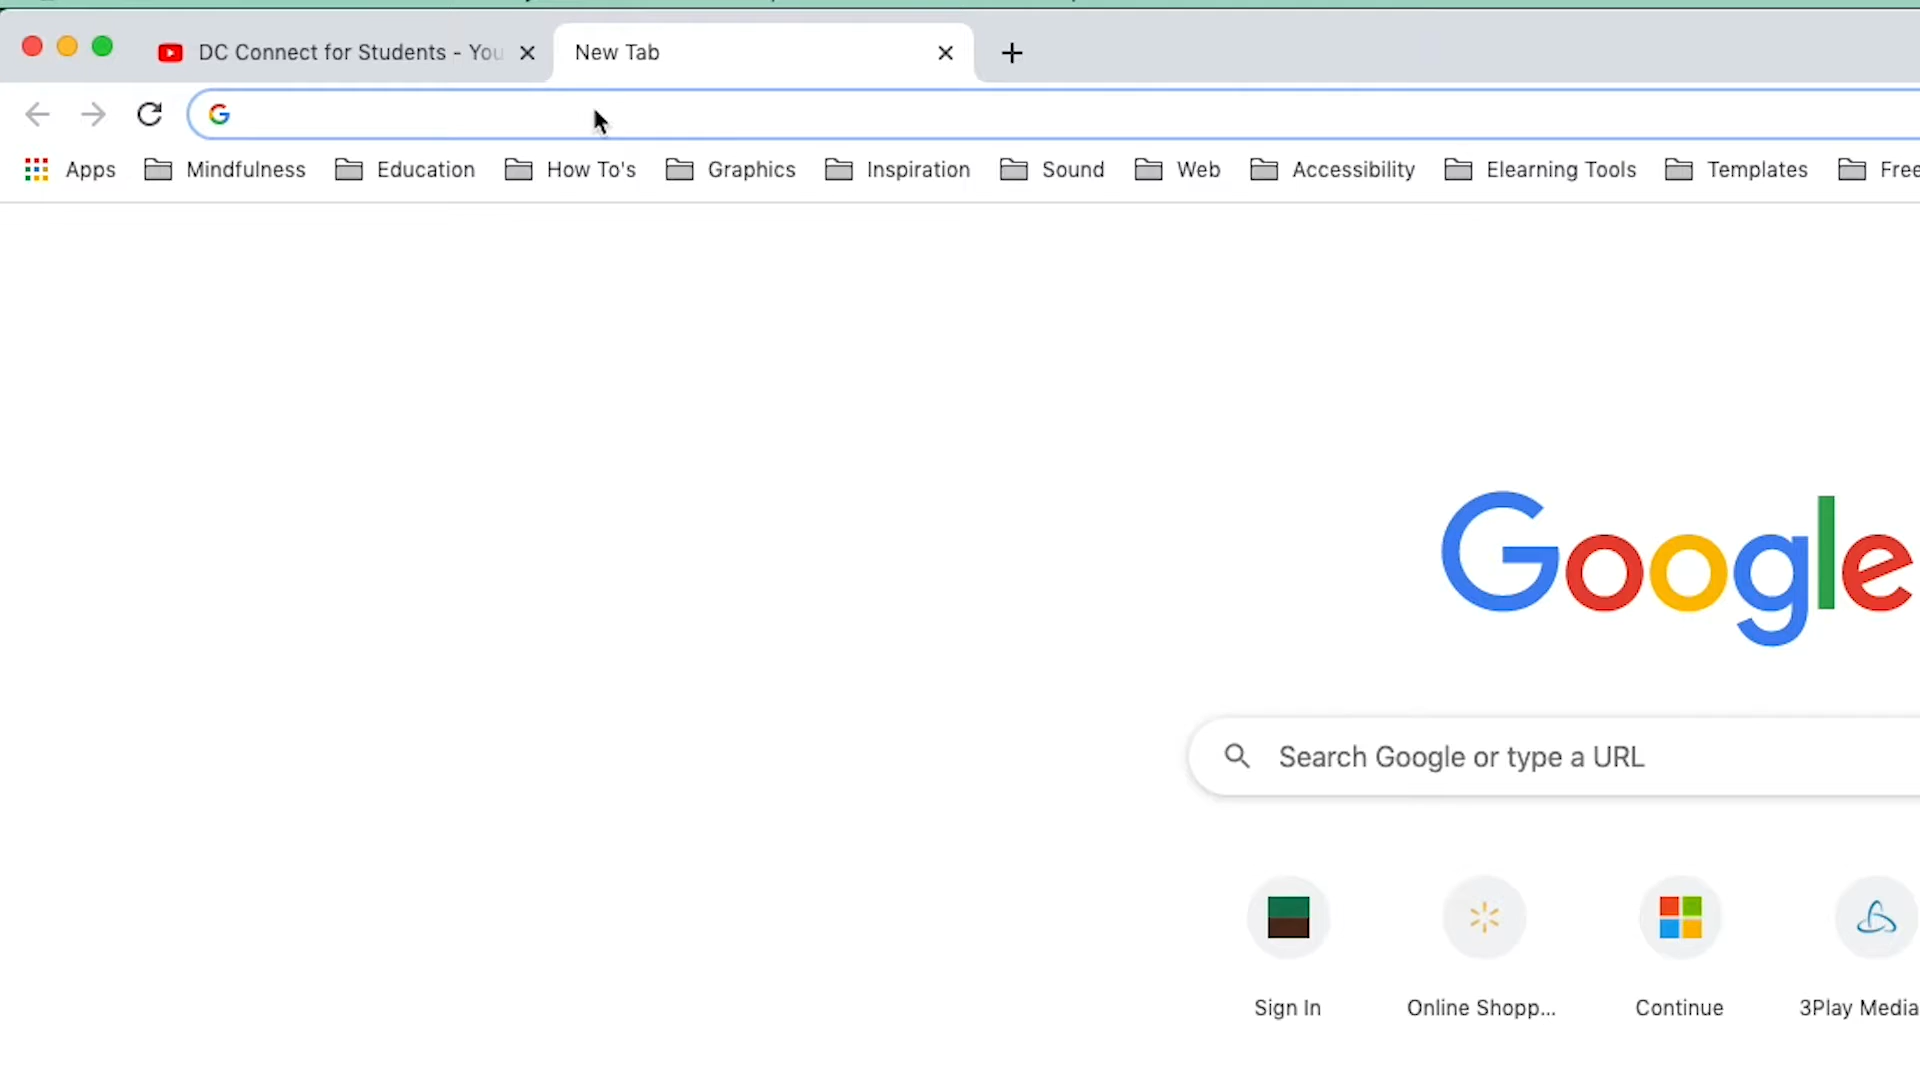 DC Connect for Students - You
New Tab
Apps
Mindfulness
Education
How To's
Graphics
Inspiration
Sound
Web
Accessibility
Elearning Tools
Templates
Free
Google
Search Google or type a URL
Sign In
Online Shopp...
Continue
3Play Media